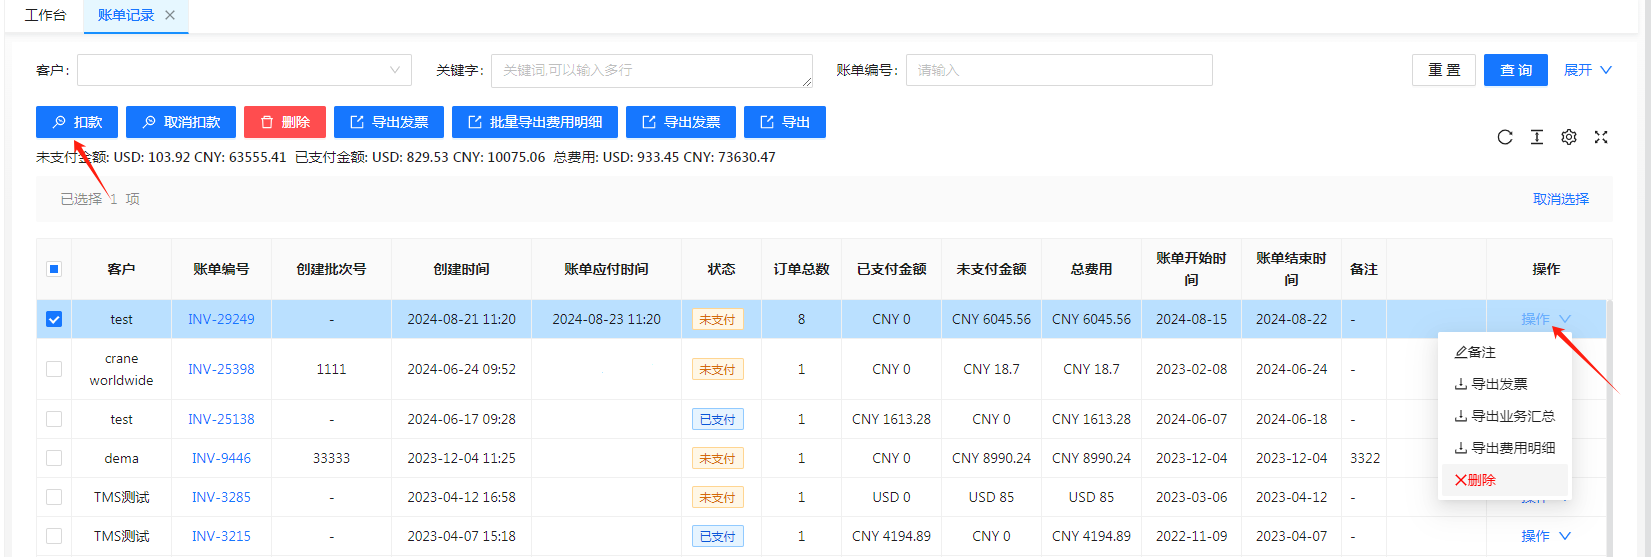 工作台 账单记录
客户: 关键字: 关键词,可以输入多行 账单编号: 请输入 重 置 查 询 展开
扣款 取消扣款 删除 导出发票 批量导出费用明细 导出发票 导出
未支付金额: USD: 103.92 CNY: 63555.41 已支付金额: USD: 829.53 CNY: 10075.06 总费用: USD: 933.45 CNY: 73630.47
已选择 1 项 取消选择
客户 账单编号 创建批次号 创建时间 账单应付时间 状态 订单总数 已支付金额 未支付金额 总费用 账单开始时间 账单结束时间 备注 操作
test INV-29249 - 2024-08-21 11:20 2024-08-23 11:20 未支付 8 CNY 0 CNY 6045.56 CNY 6045.56 2024-08-15 2024-08-22 - 操作
crane worldwide INV-25398 1111 2024-06-24 09:52 未支付 1 CNY 0 CNY 18.7 CNY 18.7 2023-02-08 2024-06-24 -
test INV-25138 - 2024-06-17 09:28 已支付 1 CNY 1613.28 CNY 0 CNY 1613.28 2024-06-07 2024-06-18 -
dema INV-9446 33333 2023-12-04 11:25 未支付 1 CNY 0 CNY 8990.24 CNY 8990.24 2023-12-04 2023-12-04 3322
TMS测试 INV-3285 - 2023-04-12 16:58 未支付 1 USD 0 USD 85 USD 85 2023-03-06 2023-04-12 - 操作
TMS测试 INV-3215 - 2023-04-07 15:18 已支付 1 CNY 4194.89 CNY 0 CNY 4194.89 2022-11-09 2023-04-07 - 操作
备注
导出发票
导出业务汇总
导出费用明细
删除